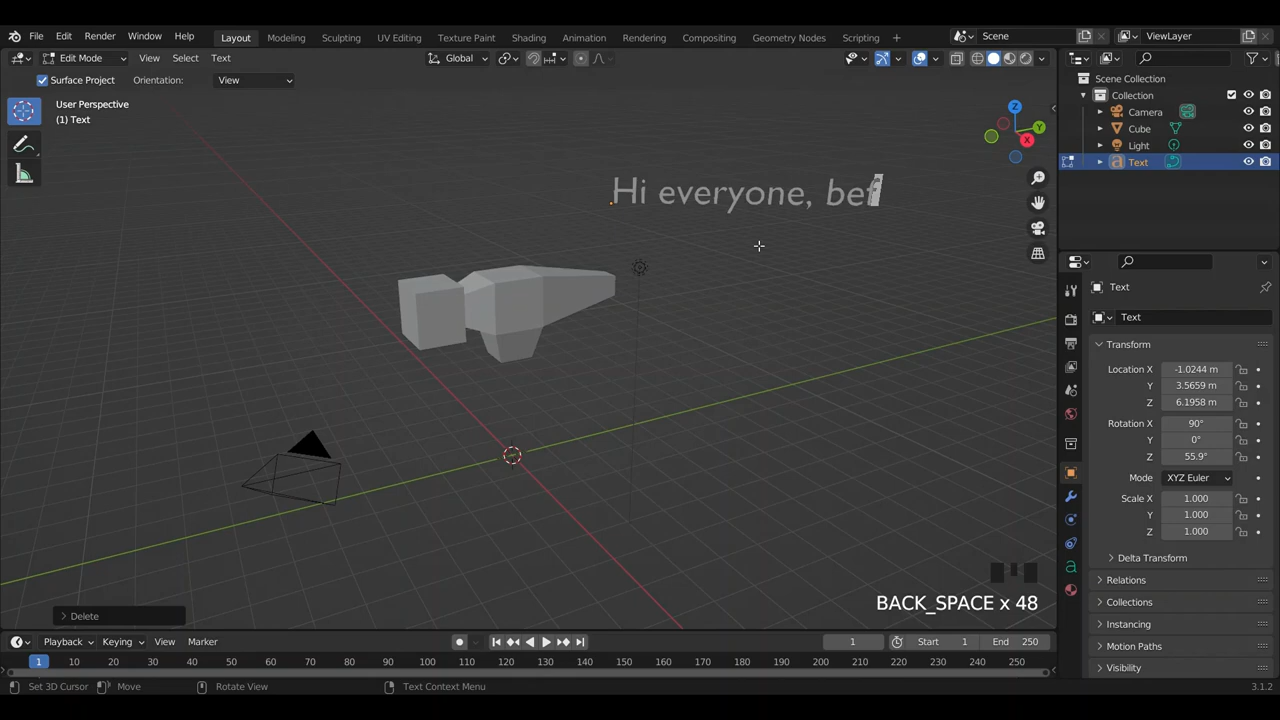 File Edit Render Window Help Layout Modeling Sculpting UV Editing Texture Paint Shading Animation Rendering Compositing Geometry Nodes Scripting + Scene ViewLayer
Edit Mode View Select Text Global
Surface Project Orientation: View
User Perspective
(1) Text
Z
Y
X
Hi everyone, bef
Scene Collection
Collection
Camera
Cube
Light
Text
Text
Text
Transform
Location X -1.0244 m
Y 3.5659 m
Z 6.1958 m
Rotation X 90°
Y 0°
Z 55.9°
Mode XYZ Euler
Scale X 1.000
Y 1.000
Z 1.000
Delta Transform
Relations
Collections
Instancing
Motion Paths
Visibility
BACK_SPACE x 48
Delete
Playback Keying View Marker 1 Start 1 End 250
1 10 20 30 40 50 60 70 80 90 100 110 120 130 140 150 160 170 180 190 200 210 220 230 240 250
Set 3D Cursor Move Rotate View Text Context Menu 3.1.2